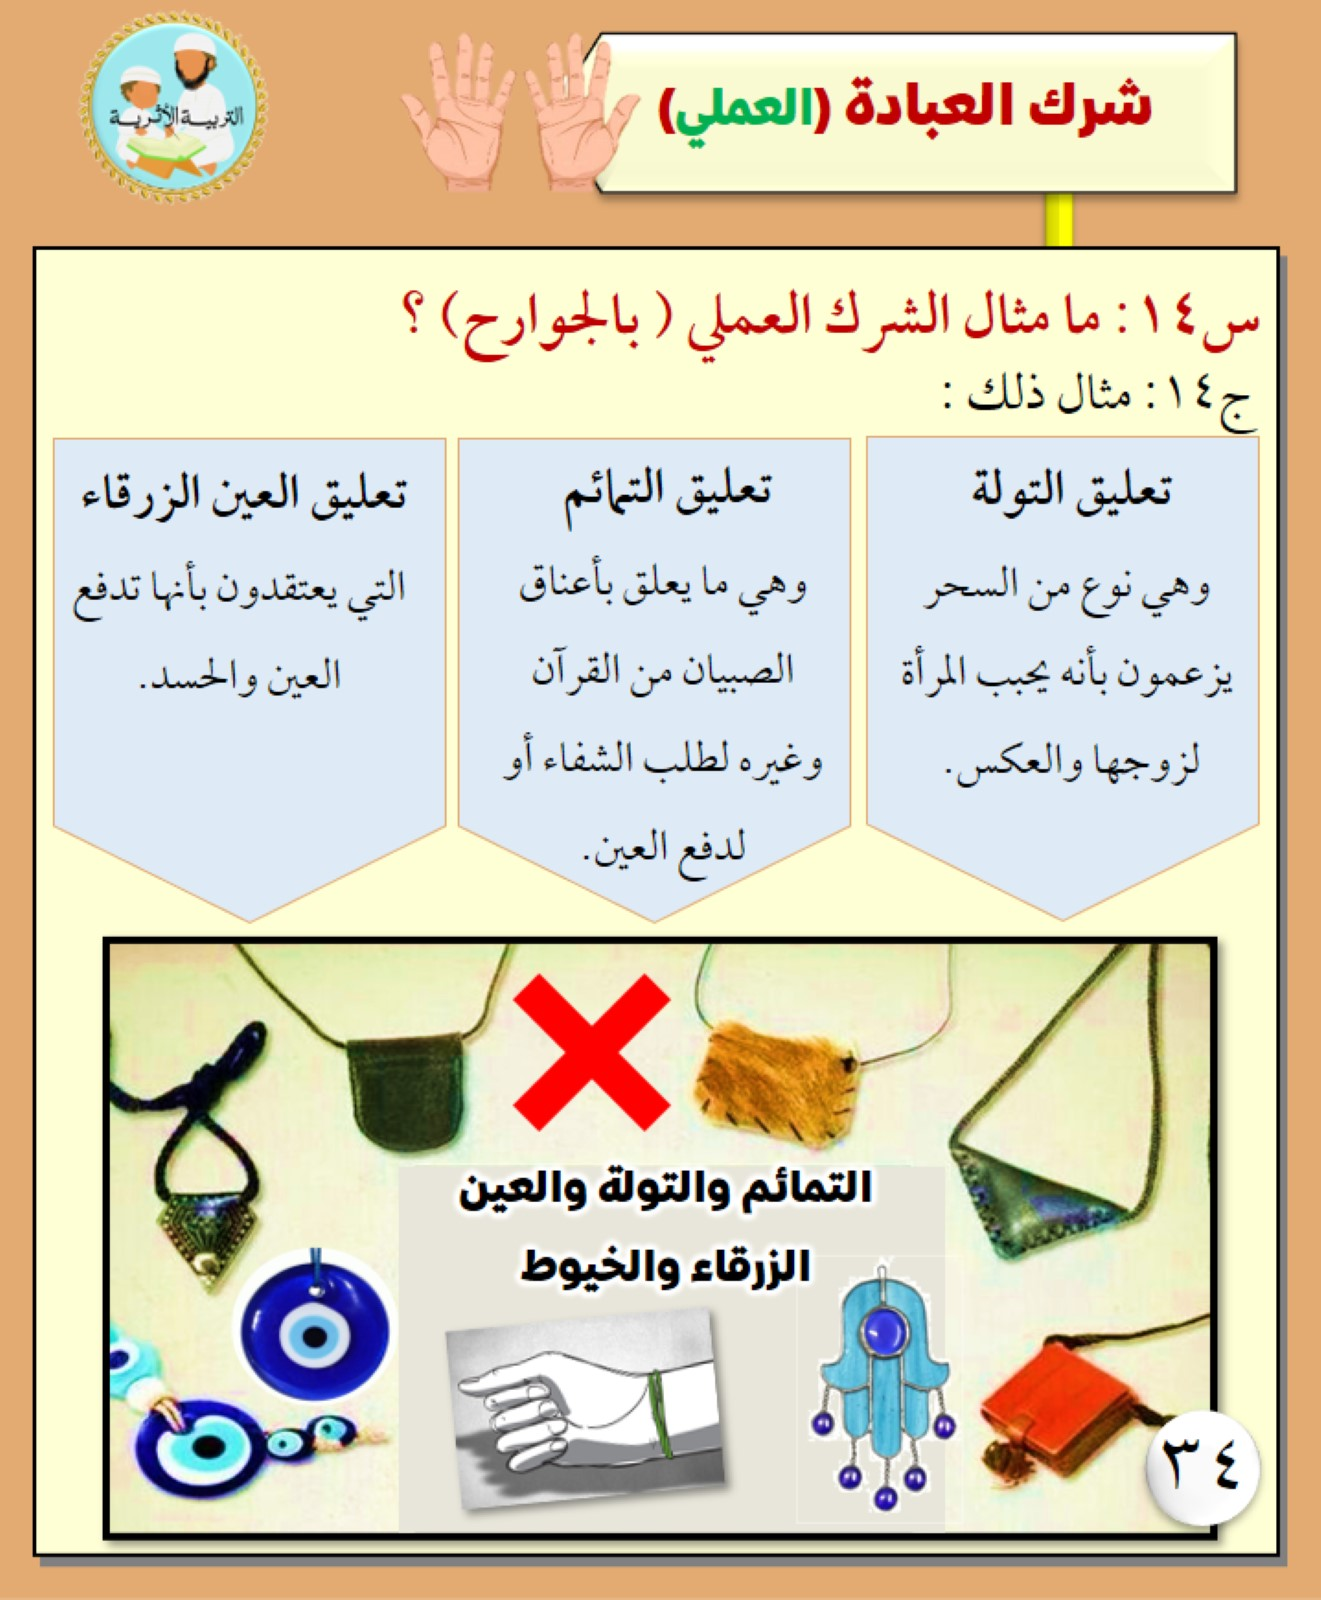 التربيـــة الأثريـــة
شرك العبادة (العملي)
س١٤: ما مثال الشرك العملي ( بالجوارح) ؟
ج١٤: مثال ذلك :
تعليق التولة
وهي نوع من السحر
يزعمون بأنه يحبب المرأة
لزوجها والعكس.
تعليق التمائم
وهي ما يعلق بأعناق
الصبيان من القرآن
وغيره لطلب الشفاء أو
لدفع العين.
تعليق العين الزرقاء
التي يعتقدون بأنها تدفع
العين والحسد.
التمائم والتولة والعين
الزرقاء والخيوط
٣٤